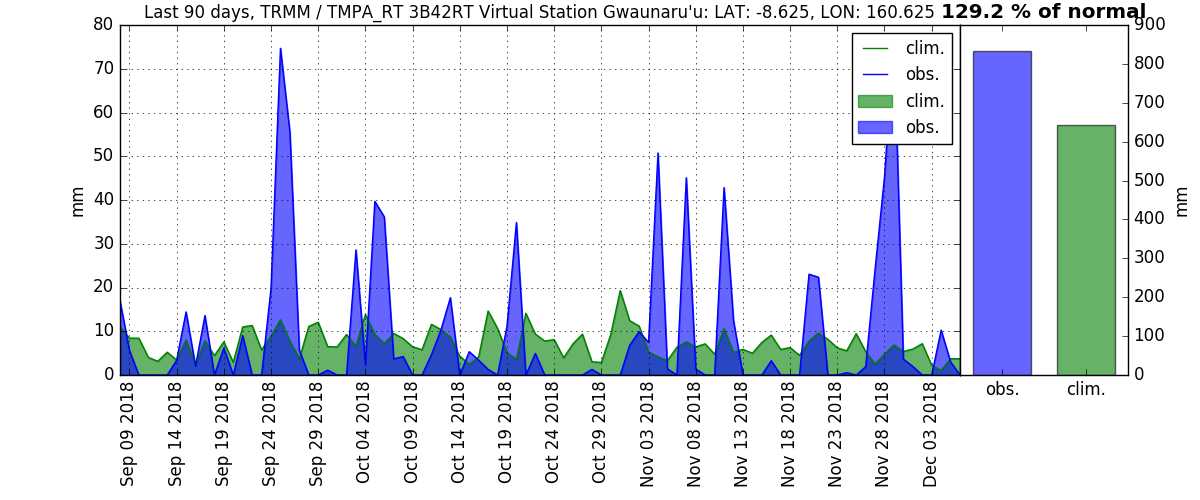 Last 90 days, TRMM / TMPA_RT 3B42RT Virtual Station Gwaunaru'u: LAT: -8.625, LON: 160.625 129.2 % of normal
80
70
60
50
40
30
20
10
0
mm
clim.
obs.
clim.
obs.
900
800
700
600
500
400
300
200
100
0
mm
Sep 09 2018
Sep 14 2018
Sep 19 2018
Sep 24 2018
Sep 29 2018
Oct 04 2018
Oct 09 2018
Oct 14 2018
Oct 19 2018
Oct 24 2018
Oct 29 2018
Nov 03 2018
Nov 08 2018
Nov 13 2018
Nov 18 2018
Nov 23 2018
Nov 28 2018
Dec 03 2018
obs.
clim.